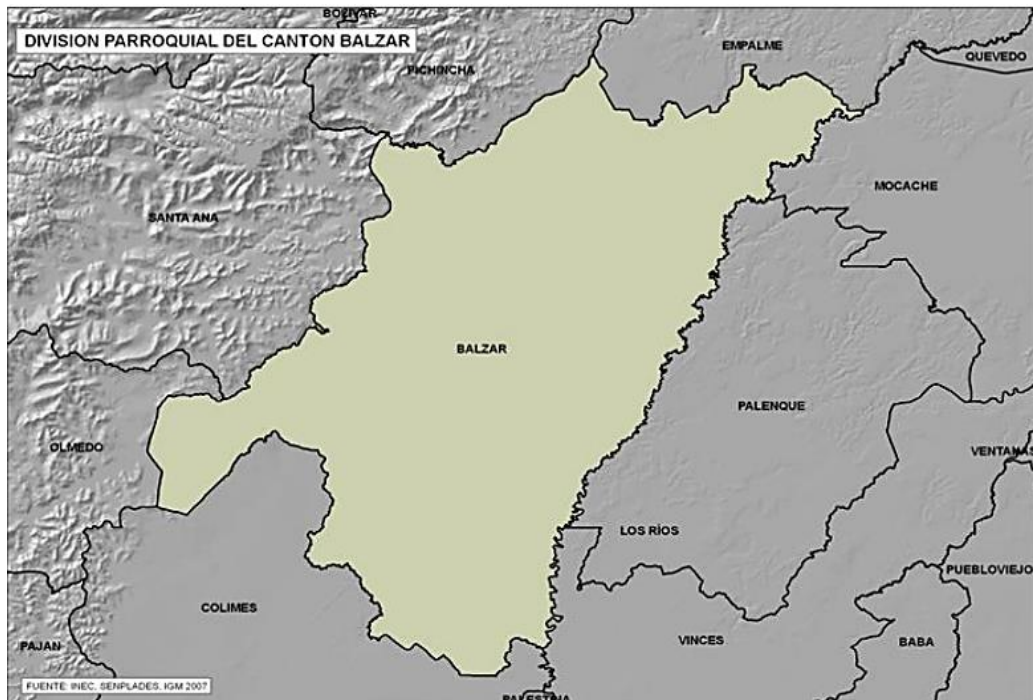 BOLIVAR
DIVISION PARROQUIAL DEL CANTON BALZAR
EMPALME
QUEVEDO
PICHINCHA
MOCACHE
SANTA ANA
BALZAR
PALENQUE
OLMEDO
VENTANAS
LOS RÍOS
PUEBLOVIEJO
COLIMES
VINCES
BABA
PAJAN
FUENTE: INEC, SENPLADES, IGM 2007
PALESTINA